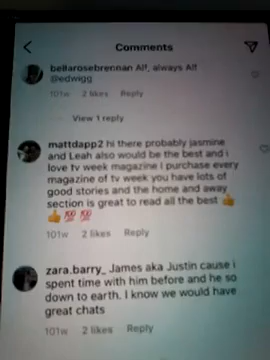 Comments
bellarosebrennan Alf, always Alf
@edwigg
101w 2 likes Reply
View 1 reply
mattdapp2 hi there probably jasmine
and Leah also would be the best and i
love tv week magazine i purchase every
magazine of tv week you have lots of
good stories and the home and away
section is great to read all the best 👍
👍 💯 💯
101w 2 likes Reply
zara.barry_ James aka Justin cause i
spent time with him before and he so
down to earth. I know we would have
great chats
101w 2 likes Reply